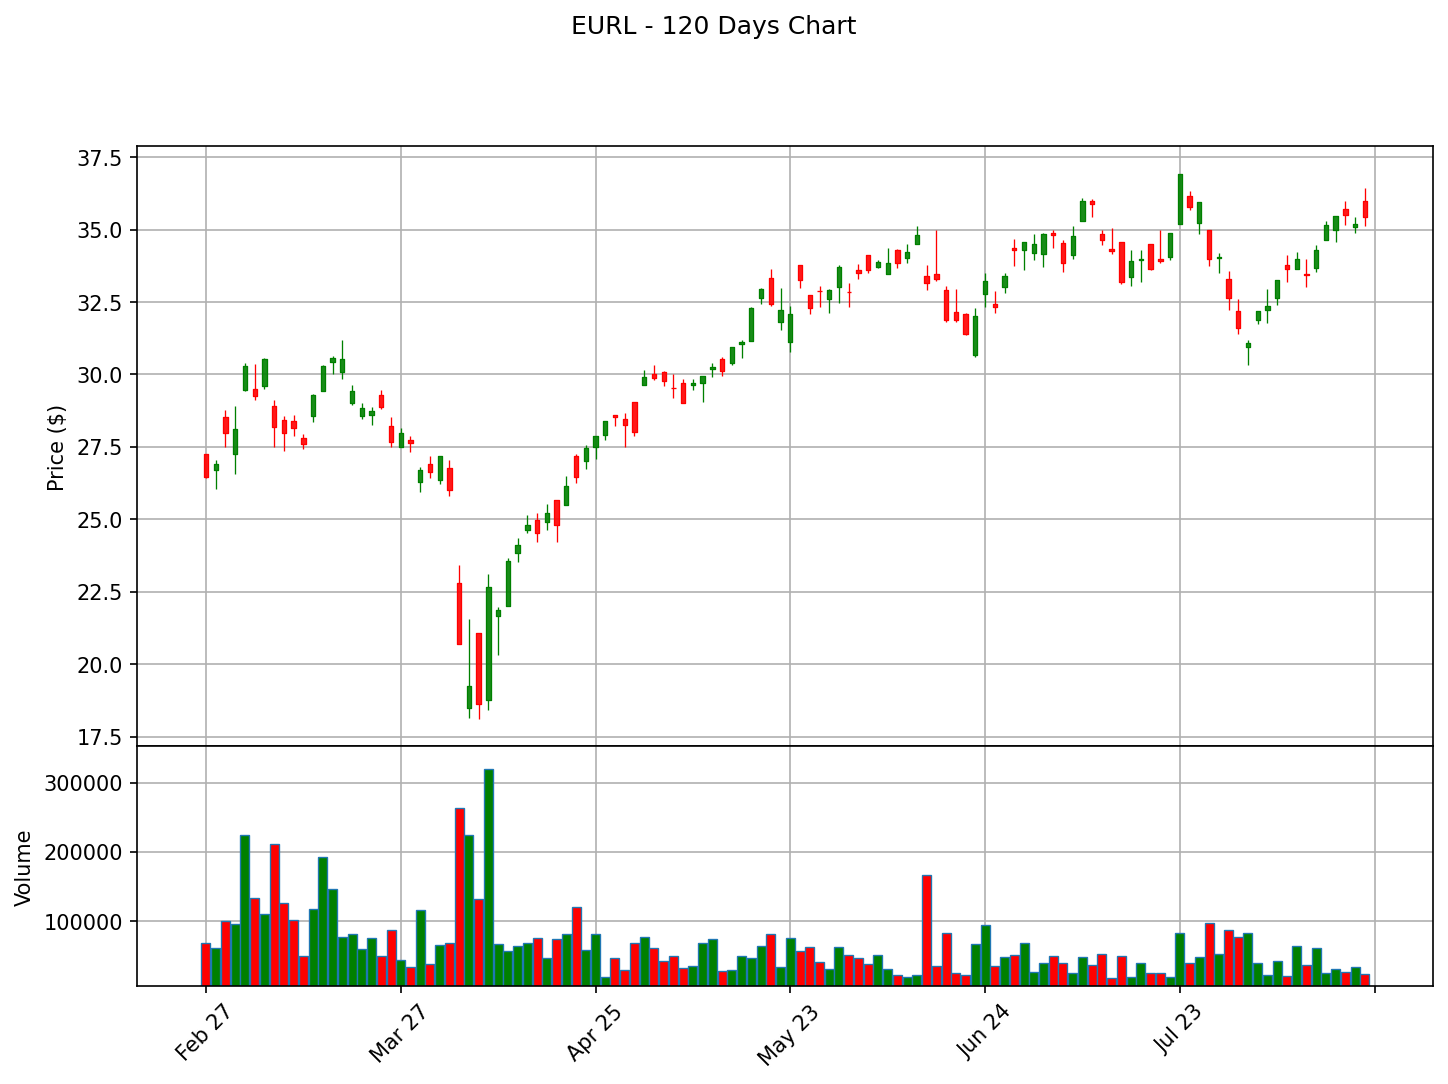 EURL - 120 Days Chart
37.5
35.0
32.5
30.0
27.5
25.0
22.5
20.0
17.5
Price ($)
300000
200000
100000
Volume
Feb 27
Mar 27
Apr 25
May 23
Jun 24
Jul 23